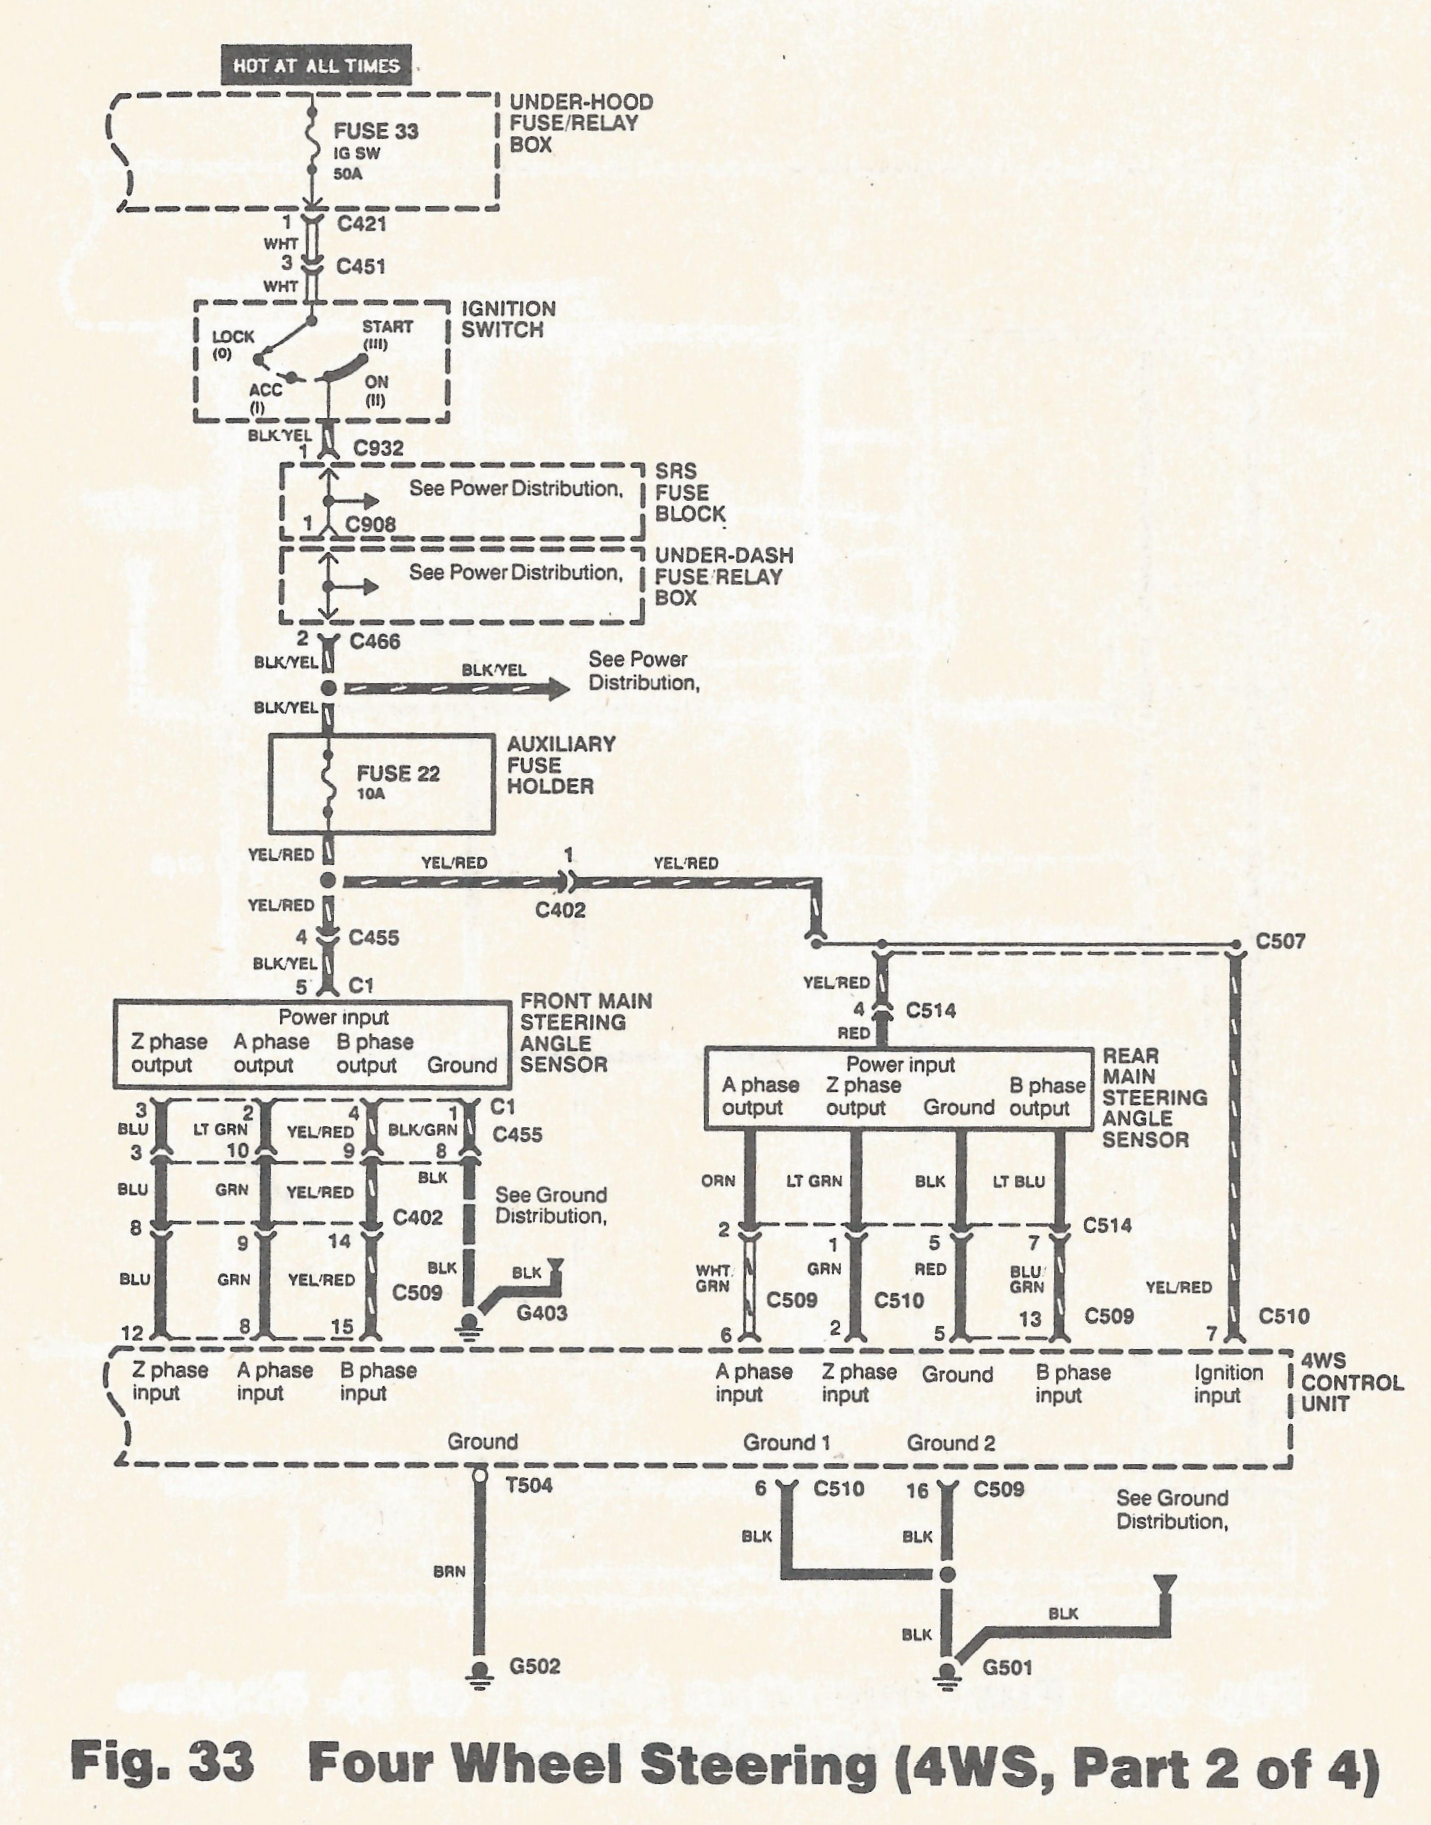 HOT AT ALL TIMES
UNDER-HOOD
FUSE/RELAY
BOX
FUSE 33
IG SW
50A
1 C421
WHT
3 C451
WHT
IGNITION
SWITCH
LOCK
(0)
START
(III)
ACC
(I)
ON
(II)
BLK/YEL
1 C932
SRS
FUSE
BLOCK
See Power Distribution,
1 C908
UNDER-DASH
FUSE/RELAY
BOX
See Power Distribution,
2 C466
BLK/YEL
BLK/YEL
See Power
Distribution,
BLK/YEL
AUXILIARY
FUSE
HOLDER
FUSE 22
10A
YEL/RED
YEL/RED
1
YEL/RED
C402
YEL/RED
4 C455
BLK/YEL
5 C1
C507
YEL/RED
4 C514
RED
FRONT MAIN
STEERING
ANGLE
SENSOR
Power input
Z phase
output
A phase
output
B phase
output
Ground
REAR
MAIN
STEERING
ANGLE
SENSOR
Power input
A phase
output
Z phase
output
Ground
B phase
output
3 2 4 1 C1
BLU LT GRN YEL/RED BLK/GRN C455
3 10 9 8
BLU GRN YEL/RED BLK
See Ground
Distribution,
C402
8 9 14
BLU GRN YEL/RED BLK
BLK
C509
G403
12 8 15
ORN LT GRN BLK LT BLU
2 1 5 7 C514
WHT
GRN
GRN
RED
BLU
GRN
YEL/RED
C509 C510 C509 C510
6 2 5 13 7
4WS
CONTROL
UNIT
Z phase
input
A phase
input
B phase
input
A phase
input
Z phase
input
Ground
B phase
input
Ignition
input
Ground Ground 1 Ground 2
T504
6 C510
16 C509
See Ground
Distribution,
BLK BLK
BRN
BLK
BLK
G502
G501
Fig. 33 Four Wheel Steering (4WS, Part 2 of 4)